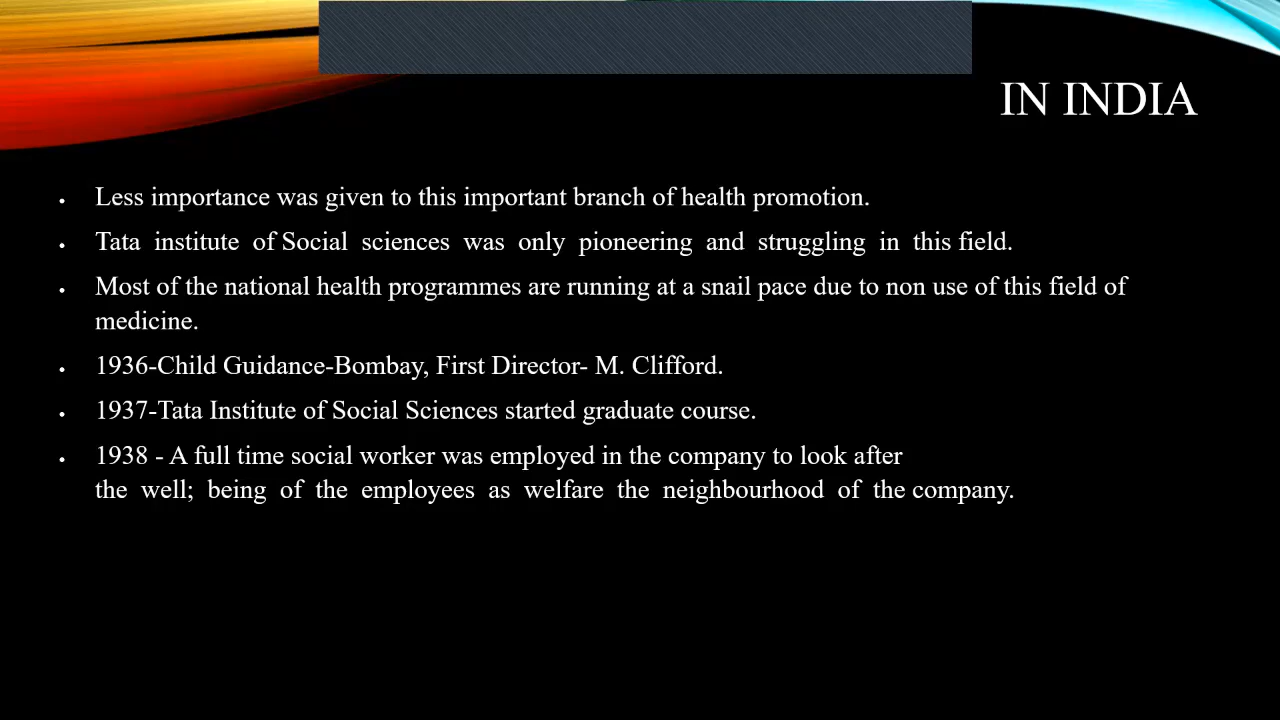 IN INDIA
• Less importance was given to this important branch of health promotion.
• Tata institute of Social sciences was only pioneering and struggling in this field.
• Most of the national health programmes are running at a snail pace due to non use of this field of
medicine.
• 1936-Child Guidance-Bombay, First Director- M. Clifford.
• 1937-Tata Institute of Social Sciences started graduate course.
• 1938 - A full time social worker was employed in the company to look after
the well; being of the employees as welfare the neighbourhood of the company.